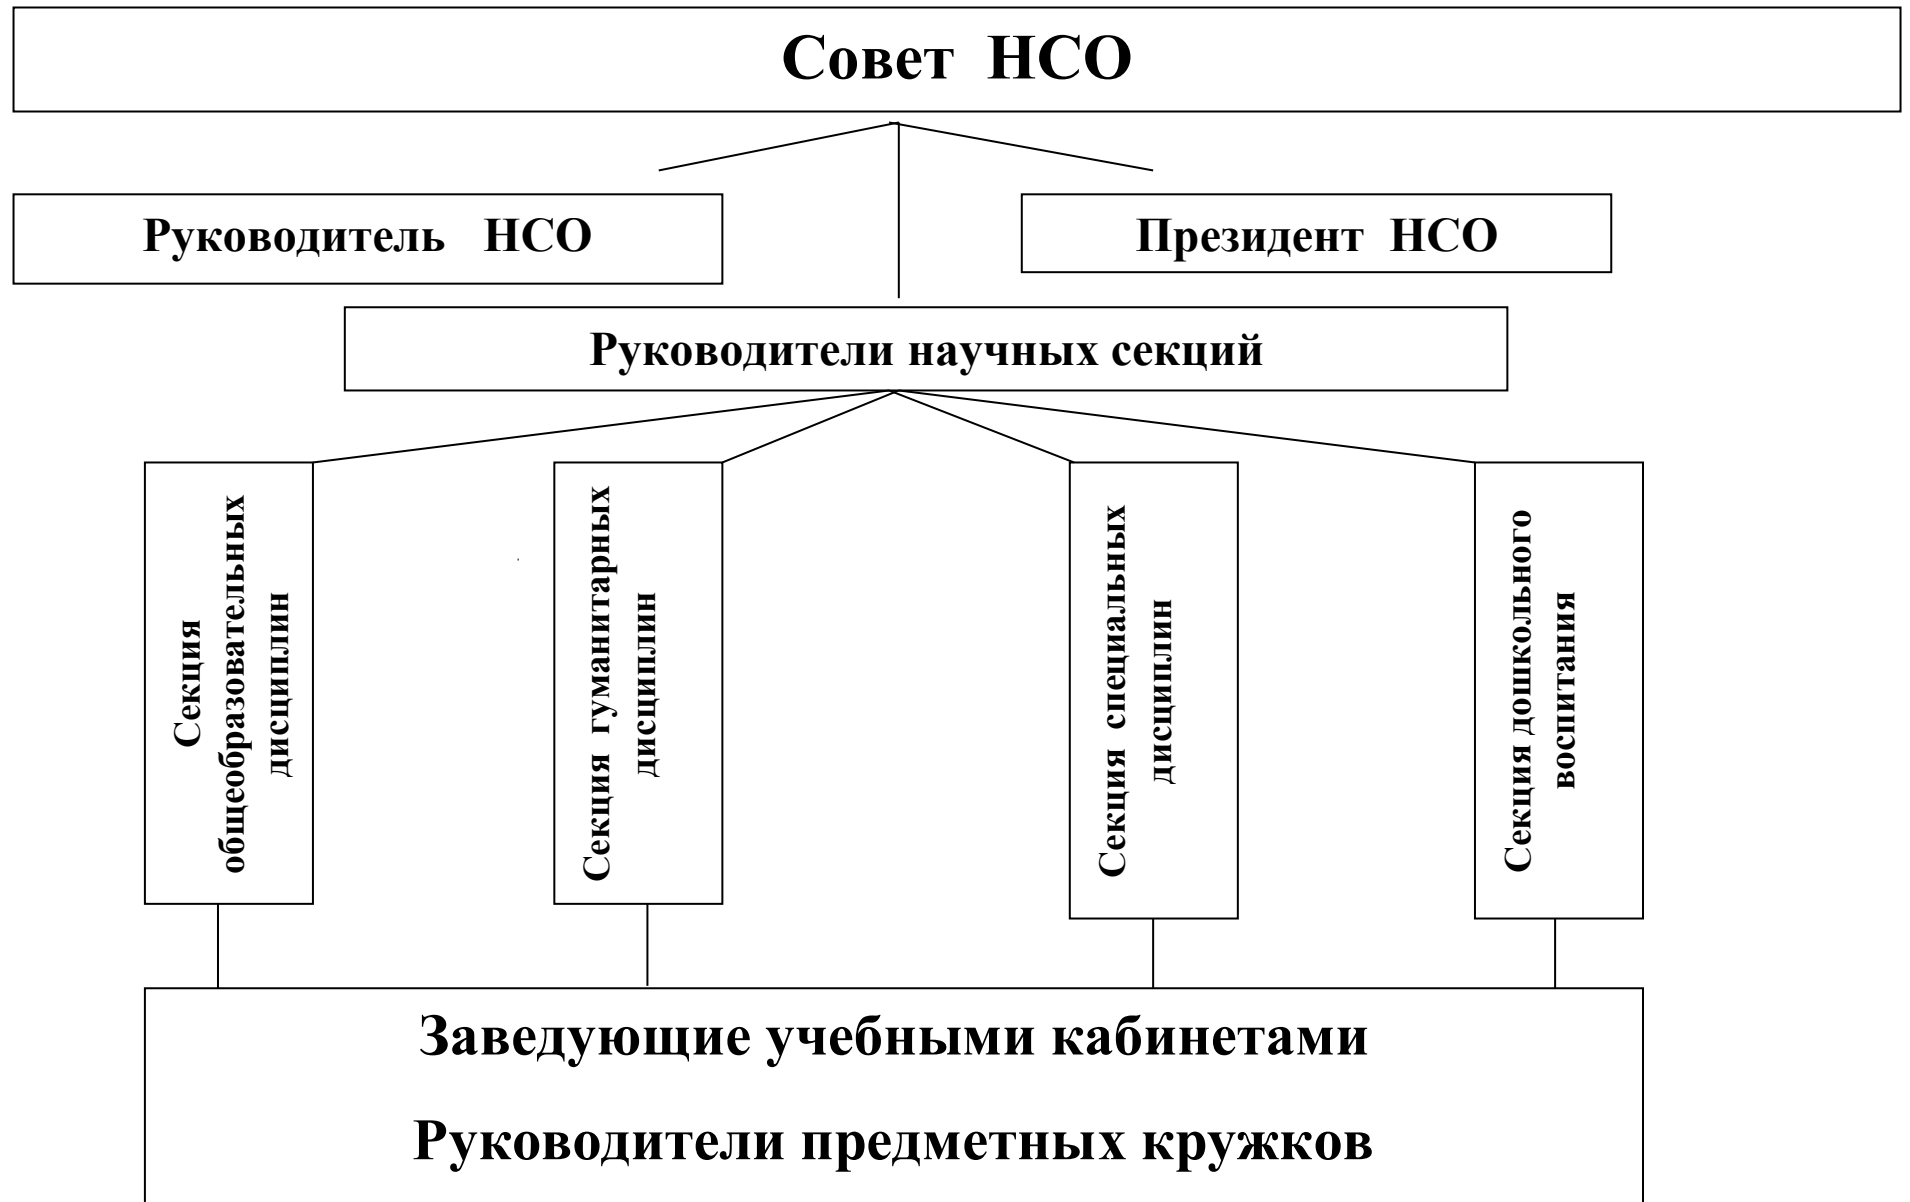 Совет НСО
Руководитель НСО
Президент НСО
Руководители научных секций
Секция
общеобразовательных
дисциплин
Секция гуманитарных
дисциплин
Секция специальных
дисциплин
Секция дошкольного
воспитания
Заведующие учебными кабинетами
Руководители предметных кружков